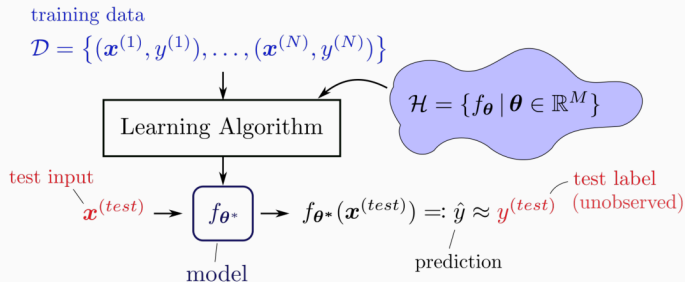 training data
𝒟 = {(𝒙⁽¹⁾, y⁽¹⁾), . . . , (𝒙⁽ᴺ⁾, y⁽ᴺ⁾)}
ℋ = {f_𝜽 | 𝜽 ∈ ℝᴹ}
Learning Algorithm
test input
test label
(unobserved)
𝒙^(test)
f_𝜽*
f_𝜽*(𝒙^(test)) =: ŷ ≈ y^(test)
prediction
model